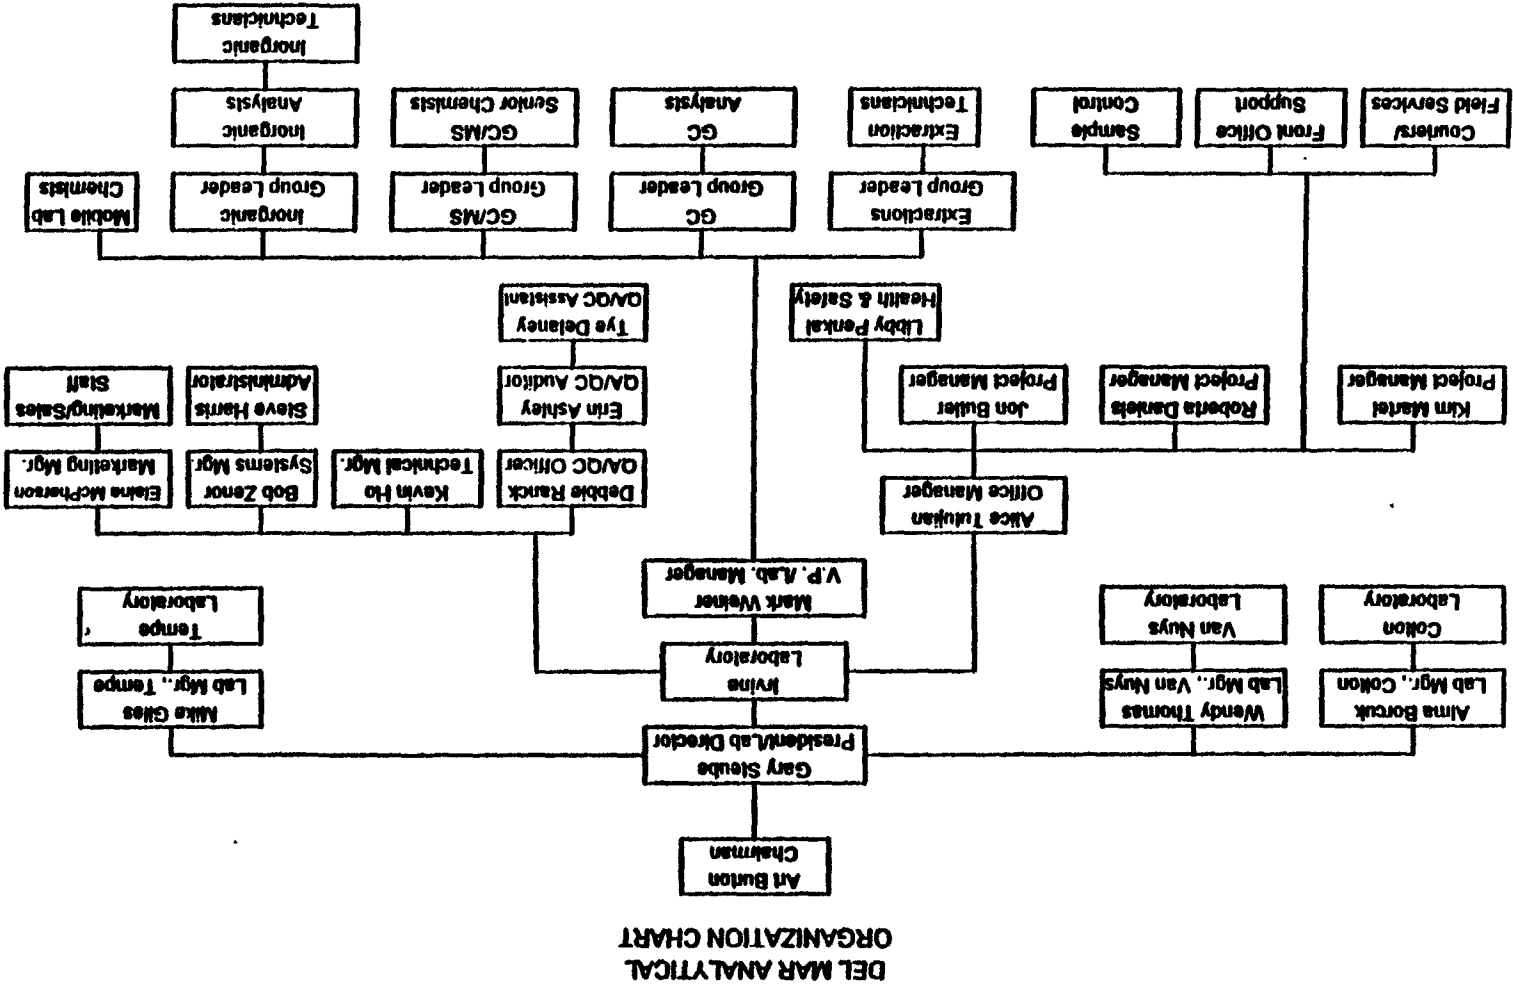 DEL MAR ANALYTICAL
ORGANIZATION CHART
Art Burton
Chairman
Gary Steube
President/Lab Director
Alma Borcuk
Lab Mgr., Colton
Wendy Thomas
Lab Mgr., Van Nuys
Irvine
Laboratory
Mike Giles
Lab Mgr., Tempe
Colton
Laboratory
Van Nuys
Laboratory
Mark Weiner
V.P./Lab. Manager
Tempe
Laboratory
Alice Tutujian
Office Manager
Debbie Ranck
QA/QC Officer
Kevin Ho
Technical Mgr.
Bob Zenor
Systems Mgr.
Elaine McPherson
Marketing Mgr.
Kim Martel
Project Manager
Roberta Daniels
Project Manager
Jon Butler
Project Manager
Erin Ashley
QA/QC Auditor
Steve Harris
Administrator
Marketing/Sales
Staff
Libby Penkal
Health & Safety
Tye Delaney
QA/QC Assistant
Extractions
Group Leader
GC
Group Leader
GC/MS
Group Leader
Inorganic
Group Leader
Mobile Lab
Chemists
Couriers/
Field Services
Front Office
Support
Sample
Control
Extraction
Technicians
GC
Analysts
GC/MS
Senior Chemists
Inorganic
Analysts
Inorganic
Technicians